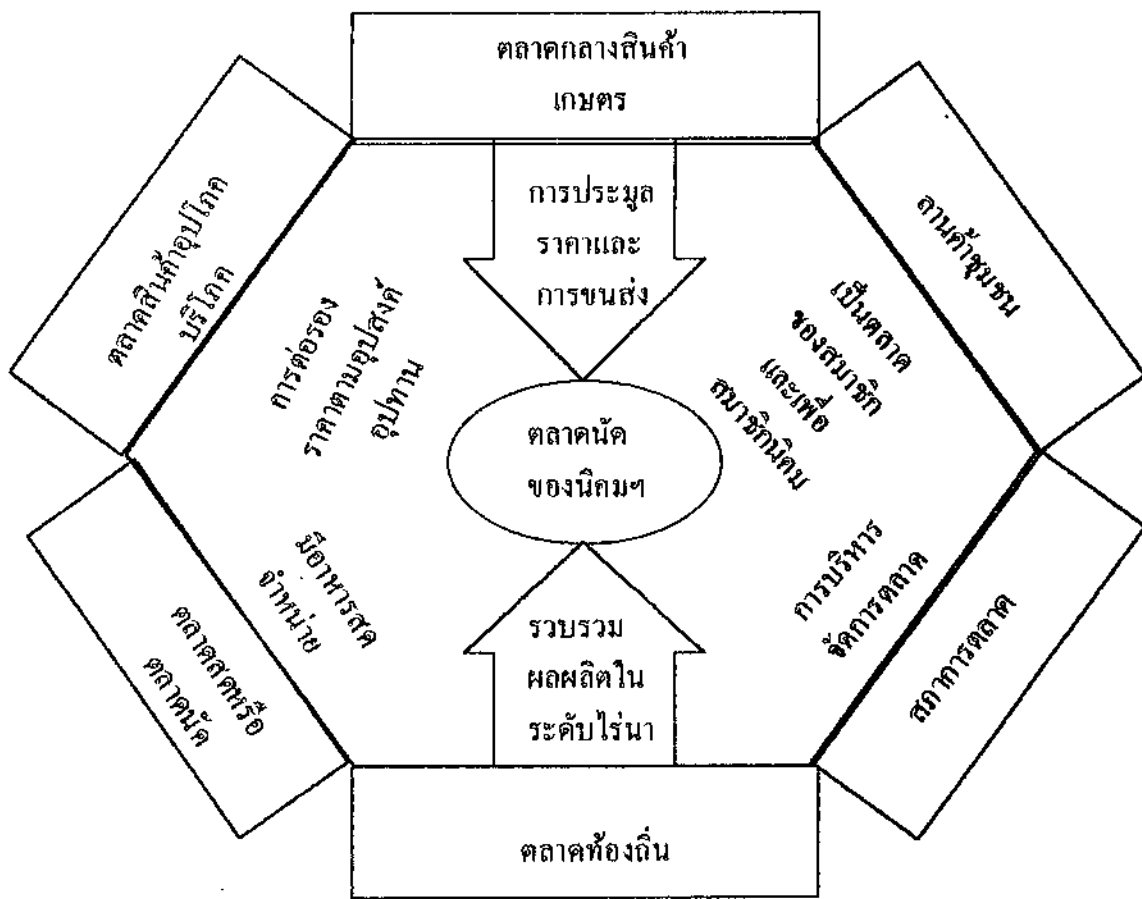 ตลาดกลางสินค้า
เกษตร
ตลาดสินค้าอุปโภค
บริโภค
ลานค้าชุมชน
การประมูล
ราคาและ
การขนส่ง
การต่อรอง
ราคาตามอุปสงค์
อุปทาน
เป็นตลาด
ของสมาชิก
และเพื่อ
สมาชิกนิคม
ตลาดนัด
ของนิคมฯ
มีอาหารสด
จำหน่าย
การบริหาร
จัดการตลาด
รวบรวม
ผลผลิตใน
ระดับไร่นา
ตลาดสดหรือ
ตลาดนัด
สภาการตลาด
ตลาดท้องถิ่น